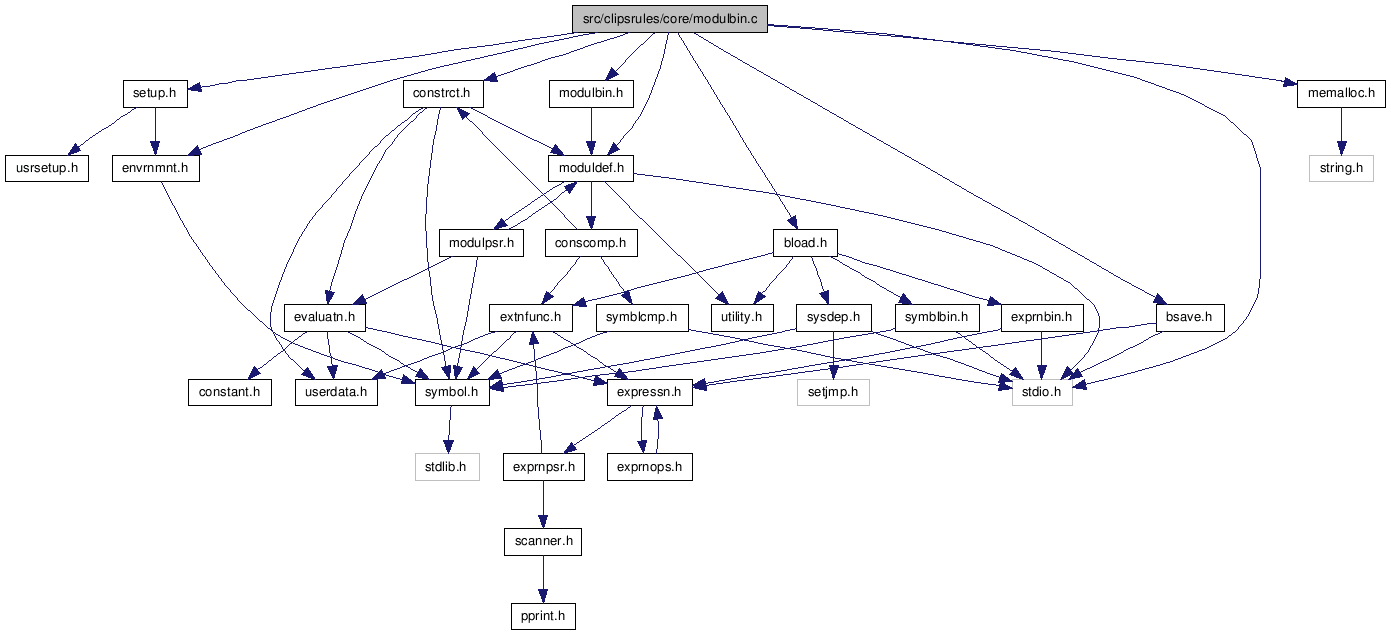 src/clipsrules/core/modulbin.c
setup.h
constrct.h
modulbin.h
memalloc.h
usrsetup.h
envrnmnt.h
moduldef.h
string.h
modulpsr.h
conscomp.h
bload.h
evaluatn.h
extnfunc.h
symblcmp.h
utility.h
sysdep.h
symblbin.h
exprnbin.h
bsave.h
constant.h
userdata.h
symbol.h
expressn.h
setjmp.h
stdio.h
stdlib.h
exprnpsr.h
exprnops.h
scanner.h
pprint.h